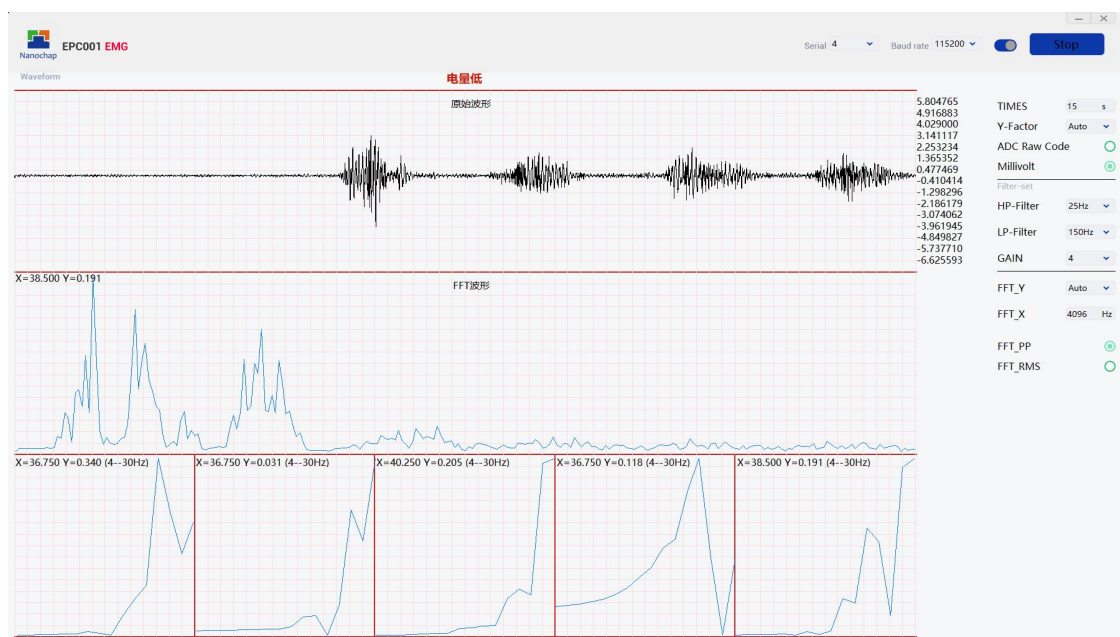 Nanochap
EPC001 EMG
Serial 4
Baud rate 115200
Stop
Waveform
电量低
原始波形
5.804765
4.916883
4.029000
3.141117
2.253234
1.365352
0.477469
-0.410414
-1.298296
-2.186179
-3.074062
-3.961945
-4.849827
-5.737710
-6.625593
TIMES 15 s
Y-Factor Auto
ADC Raw Code
Millivolt
Filter-set
HP-Filter 25Hz
LP-Filter 150Hz
GAIN 4
FFT_Y Auto
FFT_X 4096 Hz
FFT_PP
FFT_RMS
X=38.500 Y=0.191
FFT波形
X=36.750 Y=0.340 (4--30Hz)
X=36.750 Y=0.031 (4--30Hz)
X=40.250 Y=0.205 (4--30Hz)
X=36.750 Y=0.118 (4--30Hz)
X=38.500 Y=0.191 (4--30Hz)